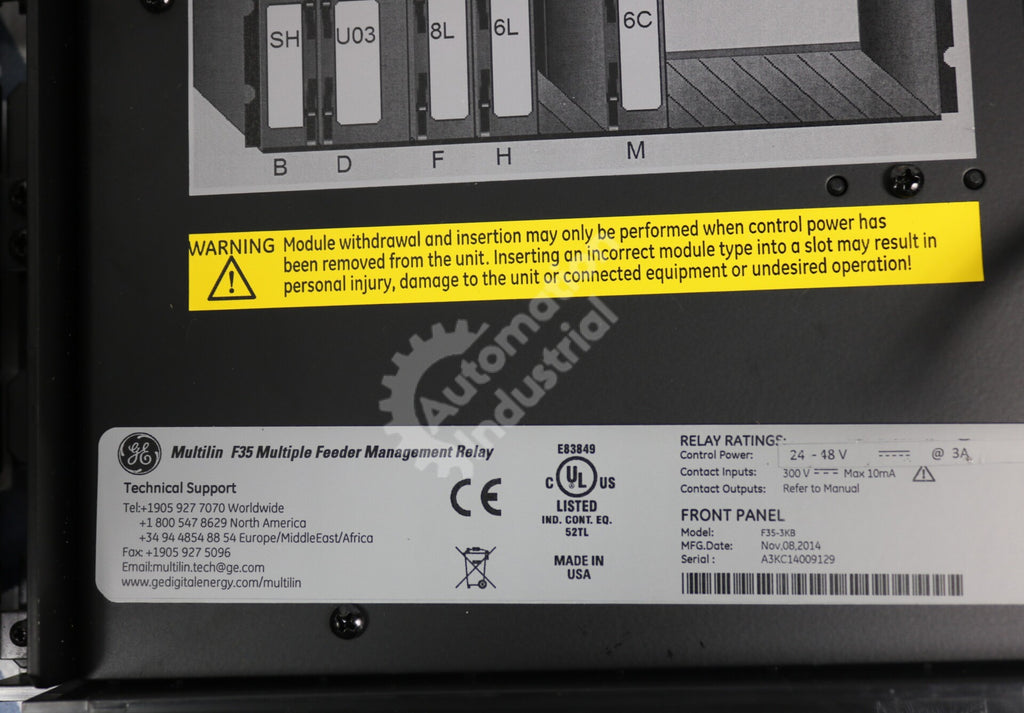 SH U03 8L 6L 6C
B D F H M
WARNING Module withdrawal and insertion may only be performed when control power has
been removed from the unit. Inserting an incorrect module type into a slot may result in
personal injury, damage to the unit or connected equipment or undesired operation!
Automation
Industrial
GE Multilin F35 Multiple Feeder Management Relay
Technical Support
Tel:+1905 927 7070 Worldwide
+1 800 547 8629 North America
+34 94 4854 88 54 Europe/MiddleEast/Africa
Fax: +1905 927 5096
Email:multilin.tech@ge.com
www.gedigitalenergy.com/multilin
CE
E83849
C UL US
LISTED
IND. CONT. EQ.
52TL
MADE IN
USA
RELAY RATINGS:
Control Power: 24 - 48 V @ 3A
Contact Inputs: 300 V Max 10mA
Contact Outputs: Refer to Manual
FRONT PANEL
Model: F35-3KB
MFG.Date: Nov,08,2014
Serial : A3KC14009129